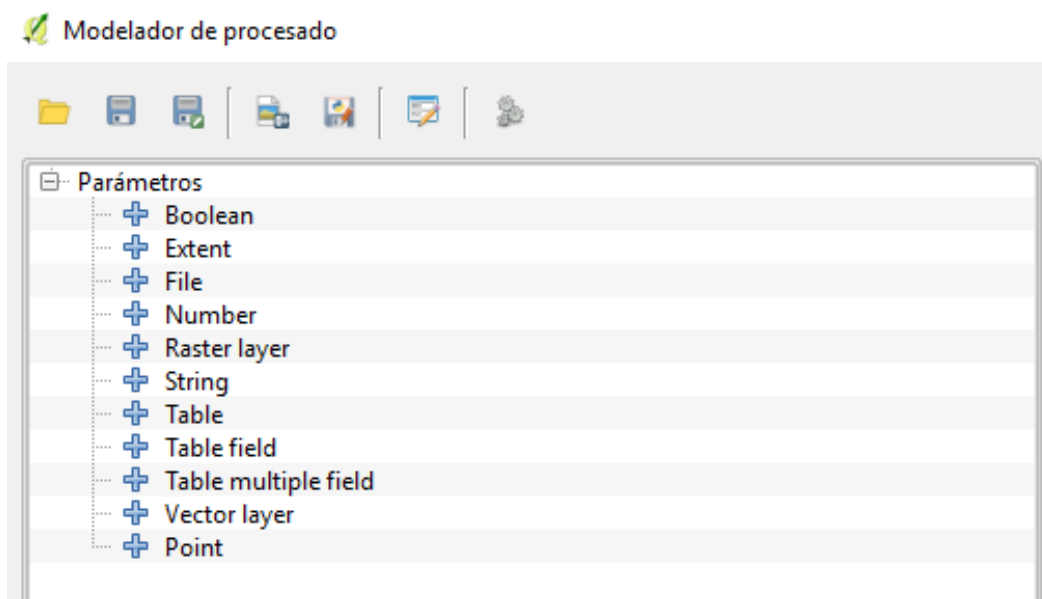 Modelador de procesado
Parámetros
Boolean
Extent
File
Number
Raster layer
String
Table
Table field
Table multiple field
Vector layer
Point